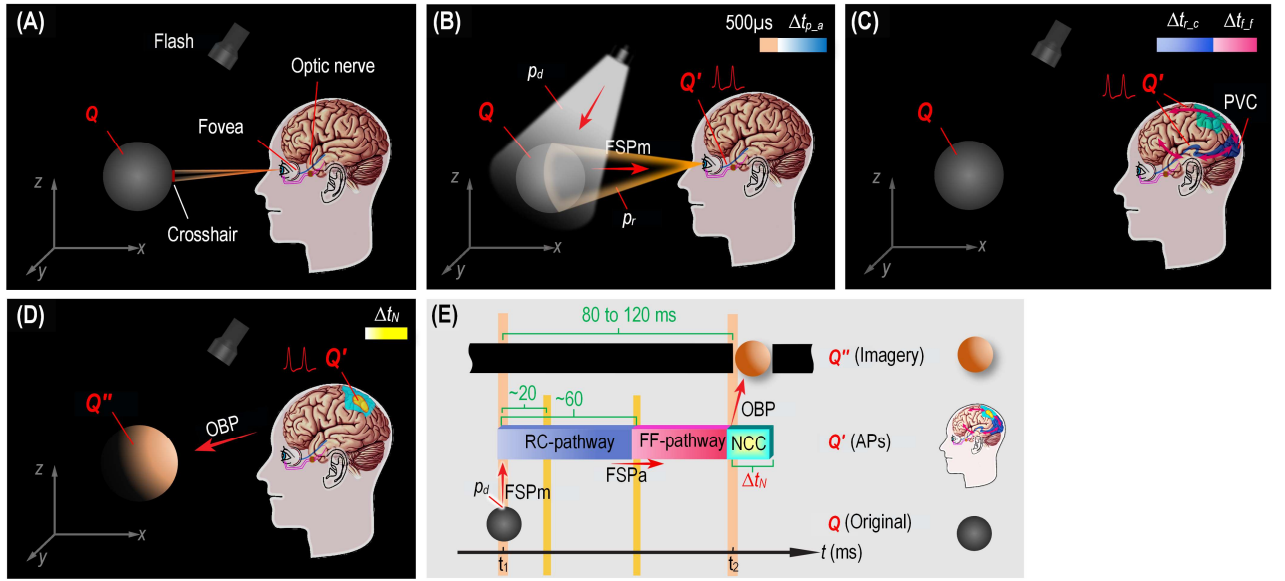 (A)
Flash
Optic nerve
Q
Fovea
z
Crosshair
x
y
(B)
500µs Δtp_a
pd
Q'
Q
FSPm
z
pr
x
y
(C)
Δtr_c Δtf_f
Q'
PVC
Q
z
x
y
(D)
ΔtN
Q'
Q''
OBP
z
x
y
(E)
80 to 120 ms
Q'' (Imagery)
~20
~60
OBP
RC-pathway FF-pathway NCC
Q' (APs)
FSPa
ΔtN
pd
FSPm
Q (Original)
t1
t2
t (ms)